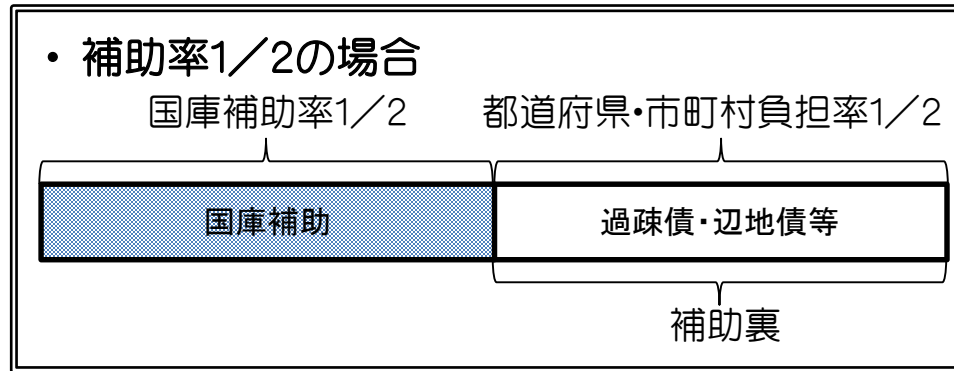 ・補助率1／2の場合
国庫補助率1／2
都道府県・市町村負担率1／2
国庫補助
過疎債・辺地債等
補助裏